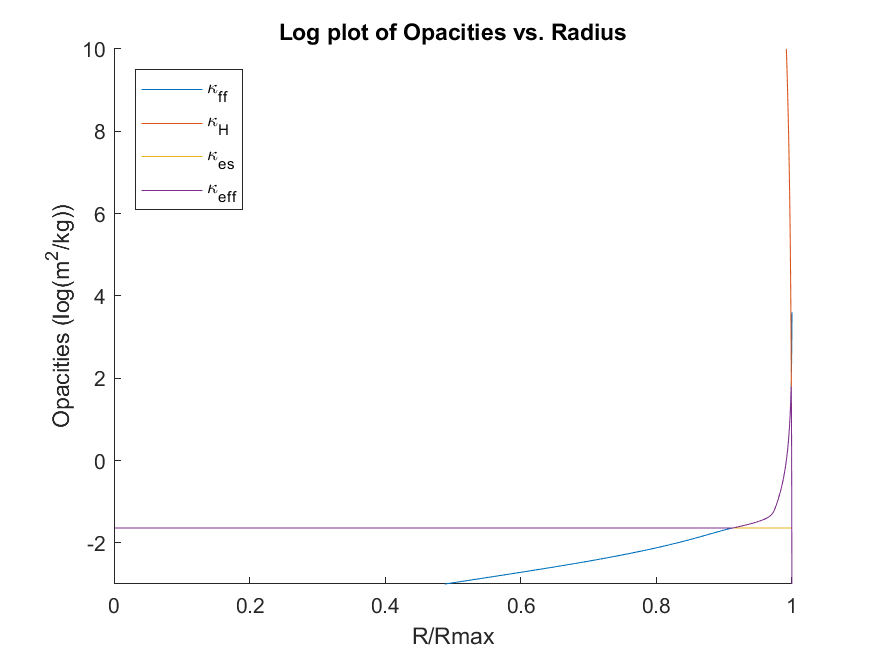 Log plot of Opacities vs. Radius
10
8
6
4
2
0
-2
Opacities (log(m²/kg))
κff
κH
κes
κeff
0 0.2 0.4 0.6 0.8 1
R/Rmax